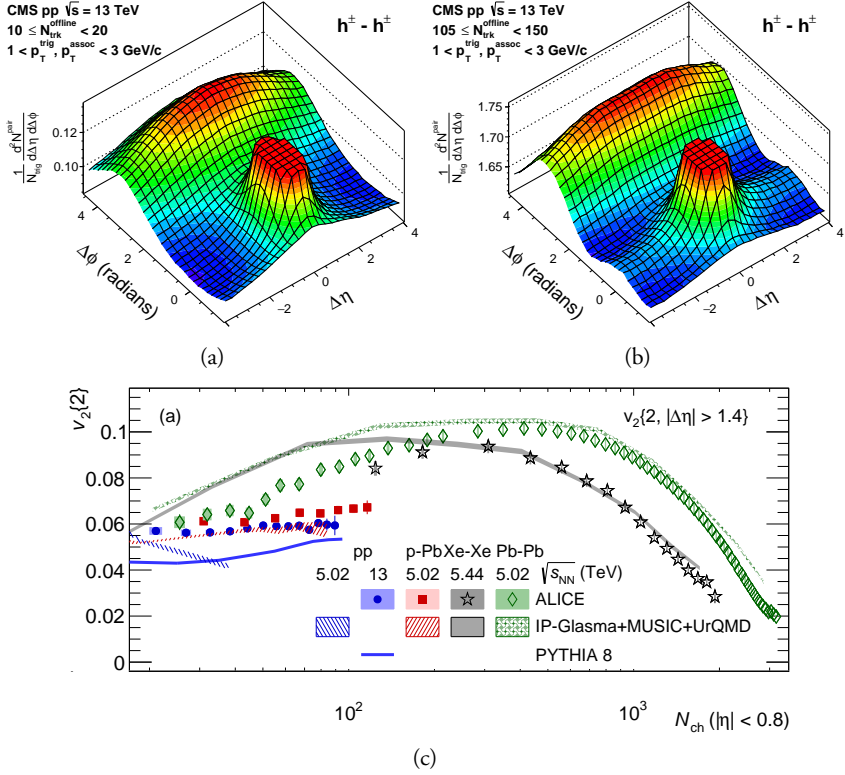 CMS pp √s = 13 TeV
10 ≤ N_trk^offline < 20
1 < p_T^trig, p_T^assoc < 3 GeV/c
h± - h±
1/N_trig d²N^pair/dΔη dΔφ
0.12
0.10
4
2
0
Δφ (radians)
−2
0
2
4
Δη
(a)
CMS pp √s = 13 TeV
105 ≤ N_trk^offline < 150
1 < p_T^trig, p_T^assoc < 3 GeV/c
h± - h±
1/N_trig d²N^pair/dΔη dΔφ
1.75
1.70
1.65
4
2
0
Δφ (radians)
−2
0
2
4
Δη
(b)
v₂{2}
(a)
v₂{2, |Δη| > 1.4}
0.1
0.08
0.06
0.04
0.02
0
pp p-Pb Xe-Xe Pb-Pb
5.02 13 5.02 5.44 5.02 √s_NN (TeV)
ALICE
IP-Glasma+MUSIC+UrQMD
PYTHIA 8
10² 10³
N_ch (|η| < 0.8)
(c)